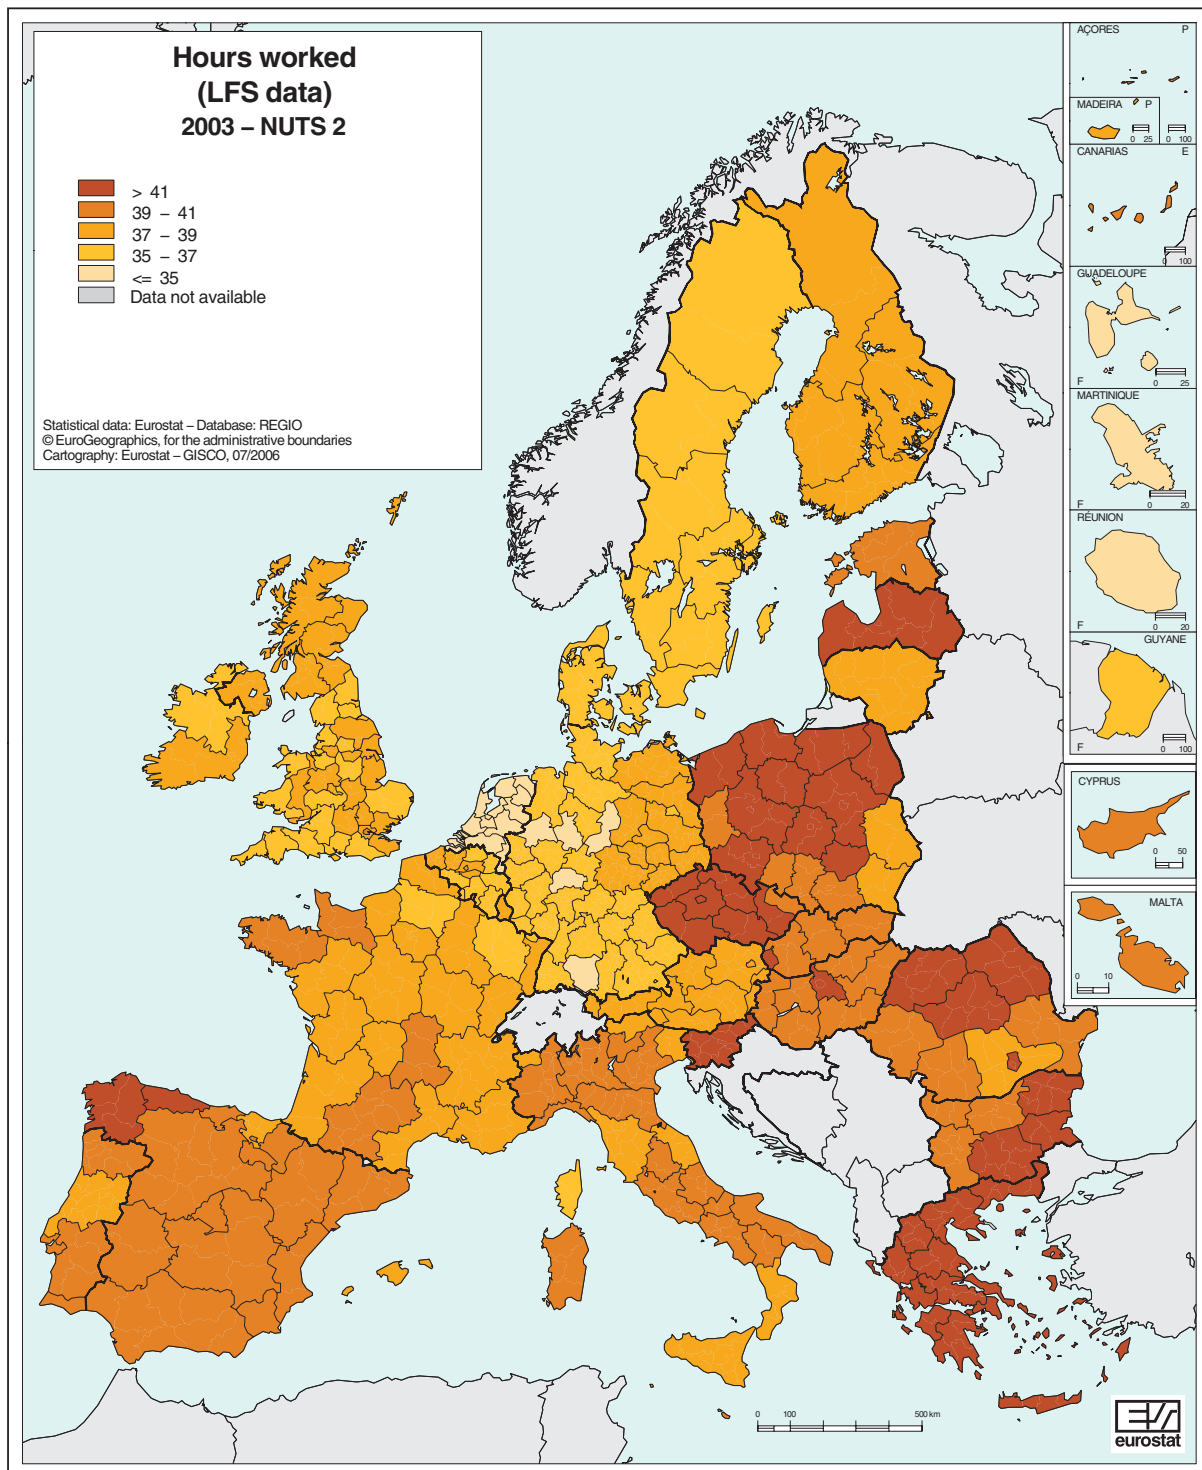 Hours worked
(LFS data)
2003 – NUTS 2
> 41
39 – 41
37 – 39
35 – 37
<= 35
Data not available
Statistical data: Eurostat – Database: REGIO
© EuroGeographics, for the administrative boundaries
Cartography: Eurostat – GISCO, 07/2006
AÇORES P
MADEIRA P
0 25
0 100
CANARIAS E
0 100
GUADELOUPE
F
0 25
MARTINIQUE
F
0 20
RÉUNION
F
0 20
GUYANE
F
0 100
CYPRUS
0 50
MALTA
0 10
0 100 500 km
eurostat